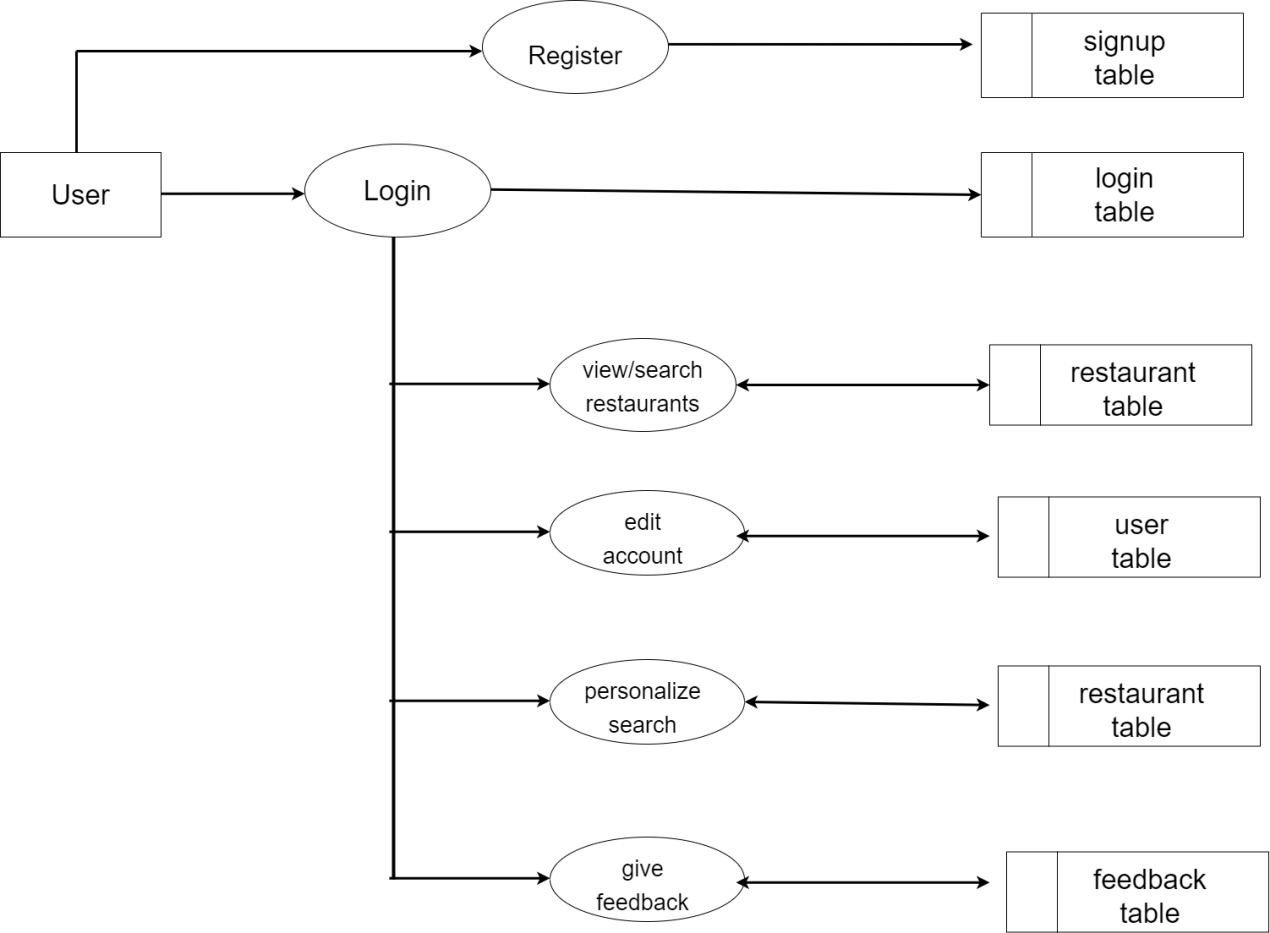 Register
signup
table
User
Login
login
table
view/search
restaurants
restaurant
table
edit
account
user
table
personalize
search
restaurant
table
give
feedback
feedback
table